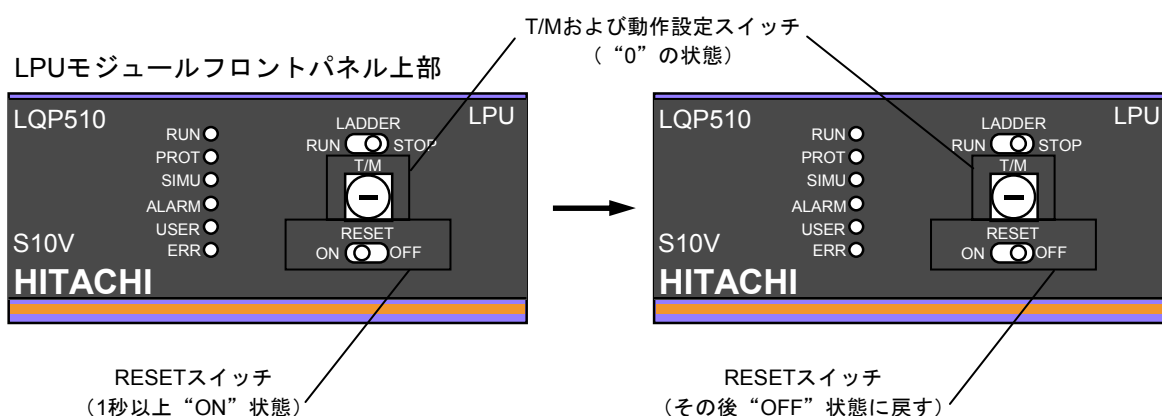 T/Mおよび動作設定スイッチ
(“0”の状態)
LPUモジュールフロントパネル上部
LQP510
LPU
RUN
PROT
SIMU
ALARM
USER
ERR
LADDER
RUN STOP
T/M
RESET
ON OFF
S10V
HITACHI
LQP510
LPU
RUN
PROT
SIMU
ALARM
USER
ERR
LADDER
RUN STOP
T/M
RESET
ON OFF
S10V
HITACHI
RESETスイッチ
(1秒以上“ON”状態)
RESETスイッチ
(その後“OFF”状態に戻す)